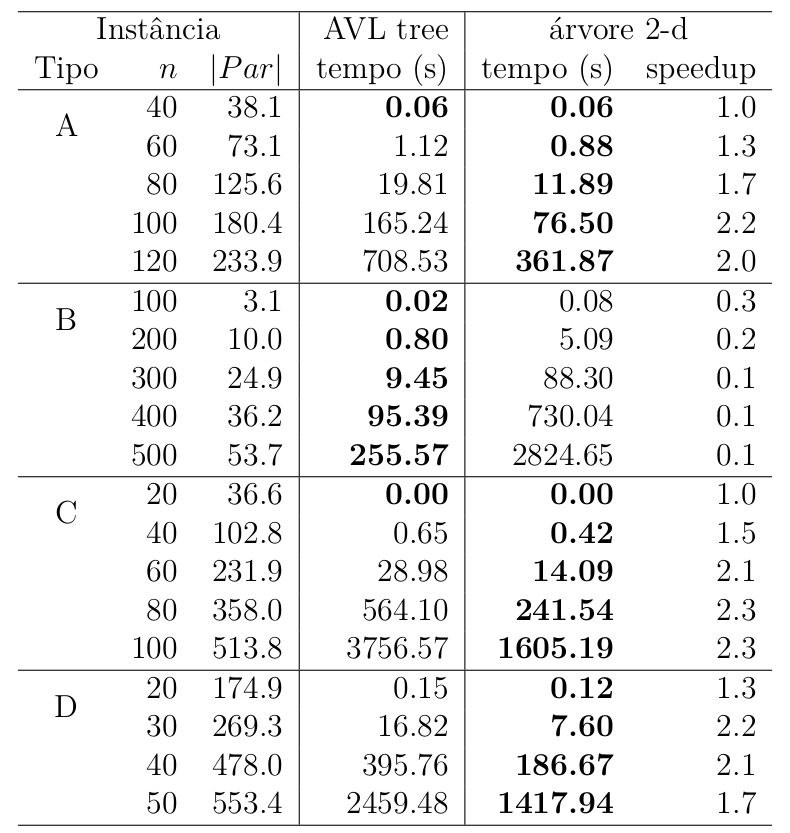 Instância AVL tree árvore 2-d
Tipo n |Par| tempo (s) tempo (s) speedup
A 40 38.1 0.06 0.06 1.0
60 73.1 1.12 0.88 1.3
80 125.6 19.81 11.89 1.7
100 180.4 165.24 76.50 2.2
120 233.9 708.53 361.87 2.0
B 100 3.1 0.02 0.08 0.3
200 10.0 0.80 5.09 0.2
300 24.9 9.45 88.30 0.1
400 36.2 95.39 730.04 0.1
500 53.7 255.57 2824.65 0.1
C 20 36.6 0.00 0.00 1.0
40 102.8 0.65 0.42 1.5
60 231.9 28.98 14.09 2.1
80 358.0 564.10 241.54 2.3
100 513.8 3756.57 1605.19 2.3
D 20 174.9 0.15 0.12 1.3
30 269.3 16.82 7.60 2.2
40 478.0 395.76 186.67 2.1
50 553.4 2459.48 1417.94 1.7